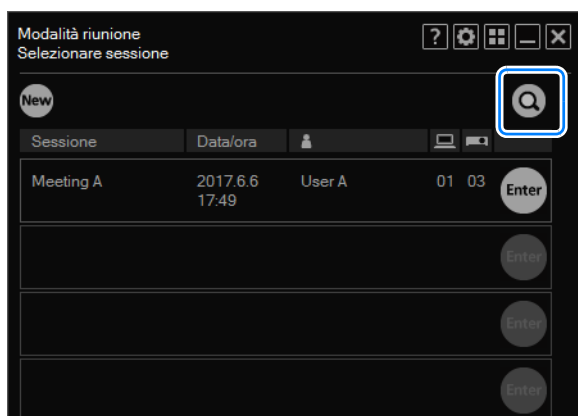 Modalità riunione
Selezionare sessione
?
New
Sessione Data/ora
Meeting A 2017.6.6 User A 01 03 Enter
17:49
Enter
Enter
Enter